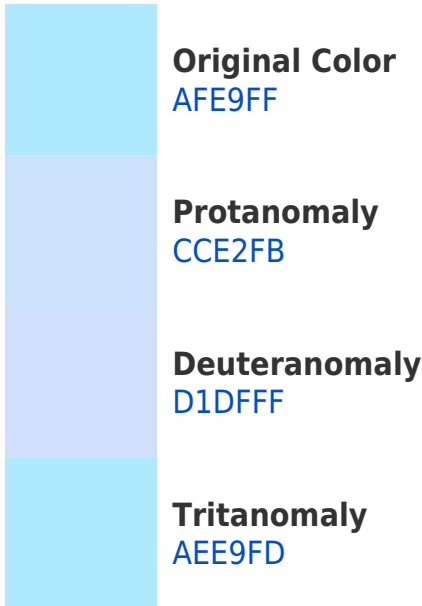 Original Color
AFE9FF
Protanomaly
CCE2FB
Deuteranomaly
D1DFFF
Tritanomaly
AEE9FD